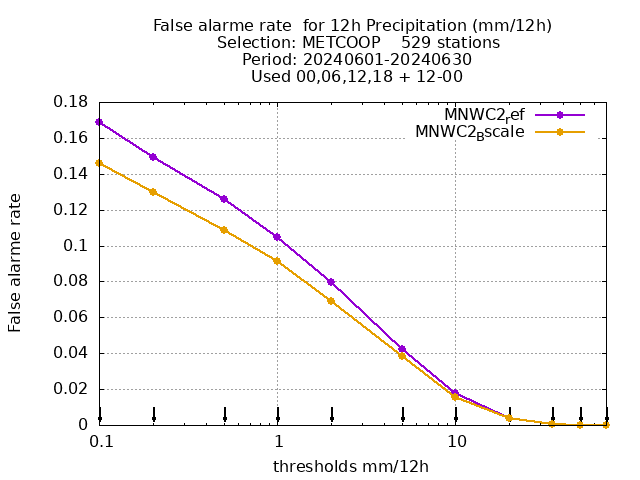 False alarme rate  for 12h Precipitation (mm/12h)
Selection: METCOOP    529 stations
Period: 20240601-20240630
Used 00,06,12,18 + 12-00
MNWC2ref
MNWC2Bscale
0.18
0.16
0.14
0.12
0.1
0.08
0.06
0.04
0.02
0
False alarme rate
0.1
1
10
thresholds mm/12h